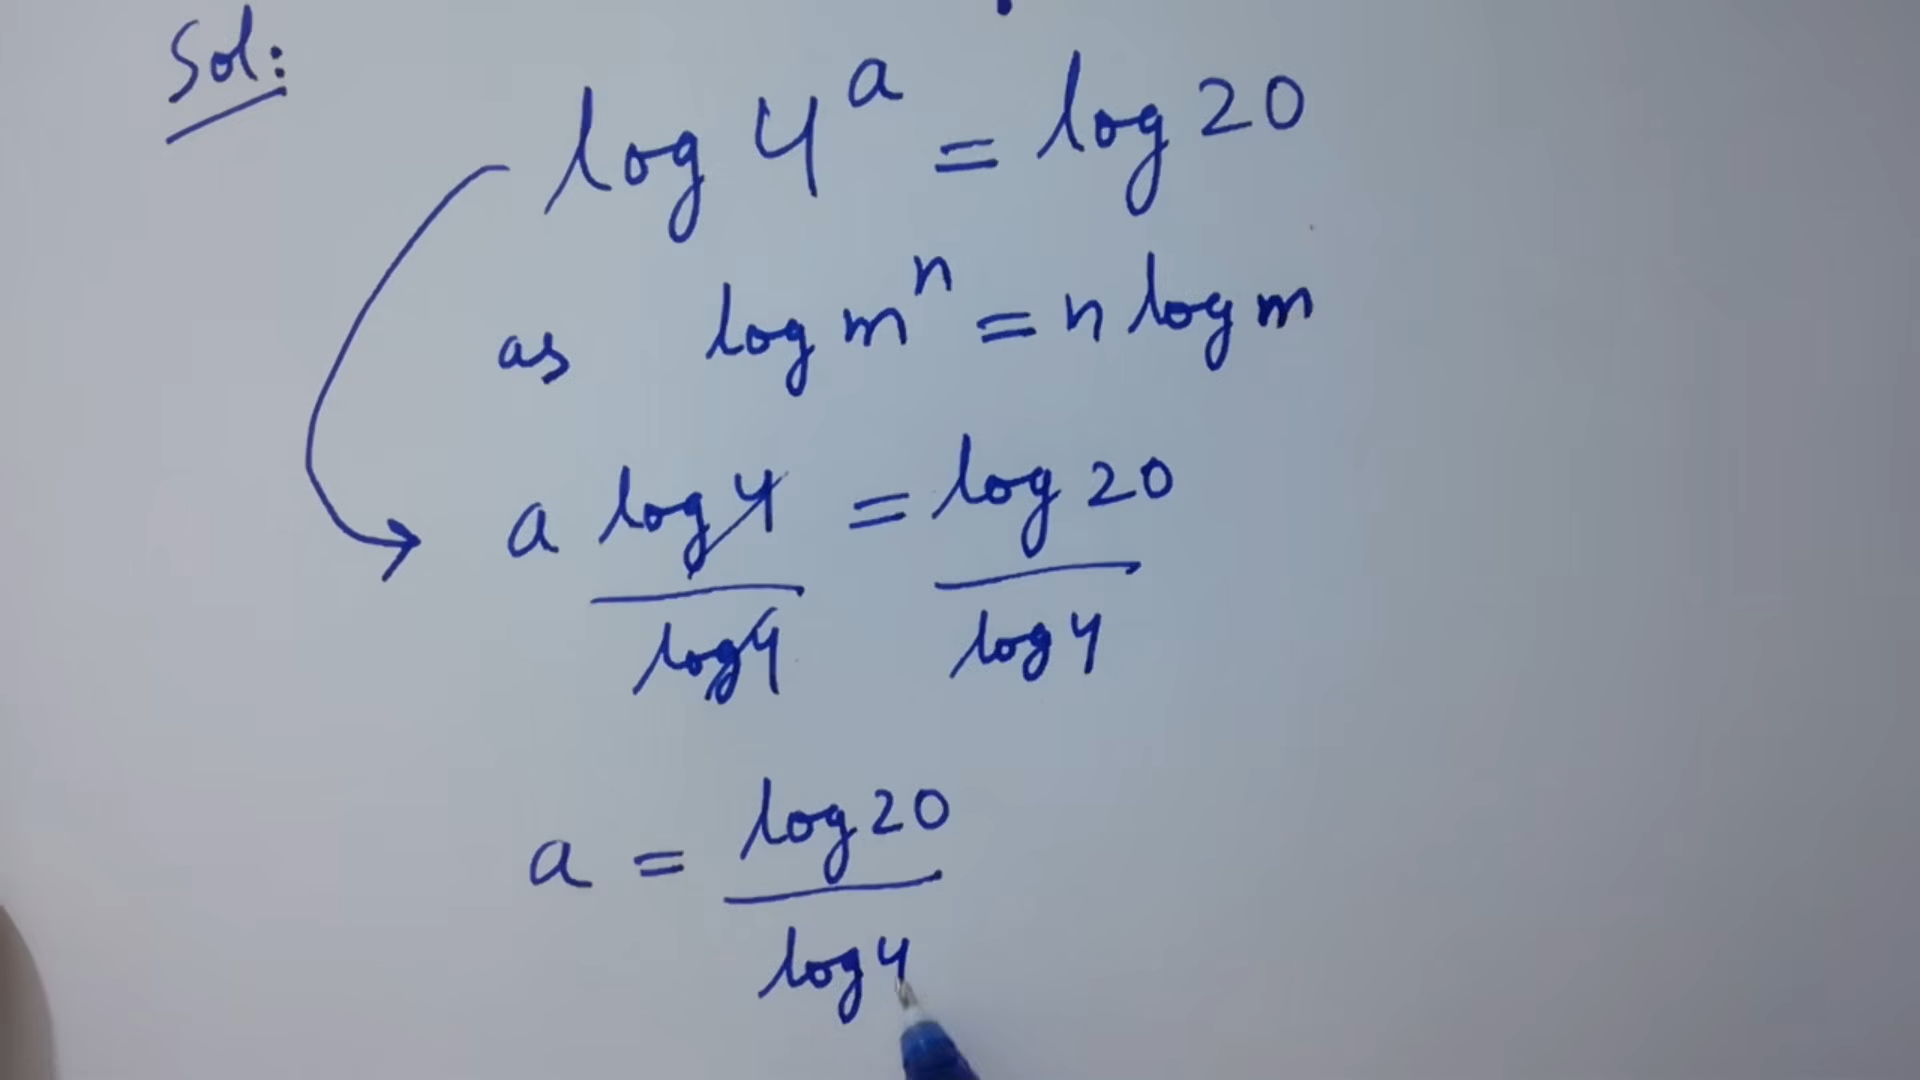 Sol:
log 4^a = log 20
as log m^n = n log m
a log 4 / log 4 = log 20 / log 4
a = log 20 / log 4